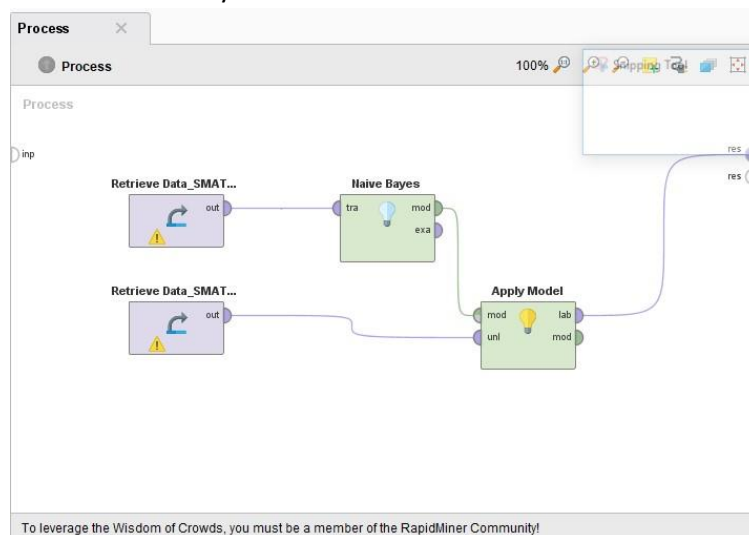 Process
Process
100%
Snipping Tool
Process
inp
res
res
Retrieve Data_SMAT...
out
Naive Bayes
tra
mod
exa
Retrieve Data_SMAT...
out
Apply Model
mod
lab
unl
mod
To leverage the Wisdom of Crowds, you must be a member of the RapidMiner Community!